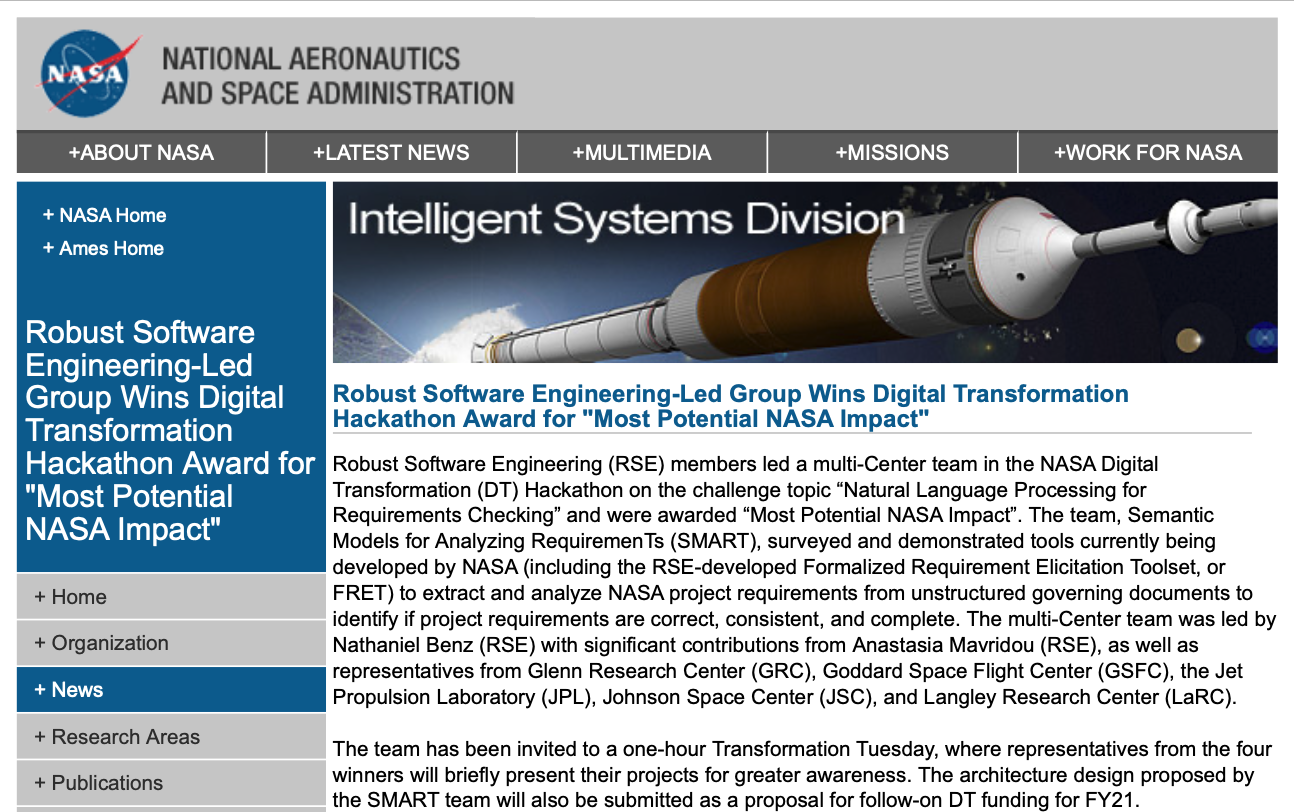 NASA
NATIONAL AERONAUTICS
AND SPACE ADMINISTRATION
+ABOUT NASA
+LATEST NEWS
+MULTIMEDIA
+MISSIONS
+WORK FOR NASA
+ NASA Home
+ Ames Home
Robust Software
Engineering-Led
Group Wins Digital
Transformation
Hackathon Award for
"Most Potential
NASA Impact"
+ Home
+ Organization
+ News
+ Research Areas
+ Publications
Intelligent Systems Division
Robust Software Engineering-Led Group Wins Digital Transformation
Hackathon Award for "Most Potential NASA Impact"
Robust Software Engineering (RSE) members led a multi-Center team in the NASA Digital
Transformation (DT) Hackathon on the challenge topic “Natural Language Processing for
Requirements Checking” and were awarded “Most Potential NASA Impact”. The team, Semantic
Models for Analyzing RequiremenTs (SMART), surveyed and demonstrated tools currently being
developed by NASA (including the RSE-developed Formalized Requirement Elicitation Toolset, or
FRET) to extract and analyze NASA project requirements from unstructured governing documents to
identify if project requirements are correct, consistent, and complete. The multi-Center team was led by
Nathaniel Benz (RSE) with significant contributions from Anastasia Mavridou (RSE), as well as
representatives from Glenn Research Center (GRC), Goddard Space Flight Center (GSFC), the Jet
Propulsion Laboratory (JPL), Johnson Space Center (JSC), and Langley Research Center (LaRC).
The team has been invited to a one-hour Transformation Tuesday, where representatives from the four
winners will briefly present their projects for greater awareness. The architecture design proposed by
the SMART team will also be submitted as a proposal for follow-on DT funding for FY21.